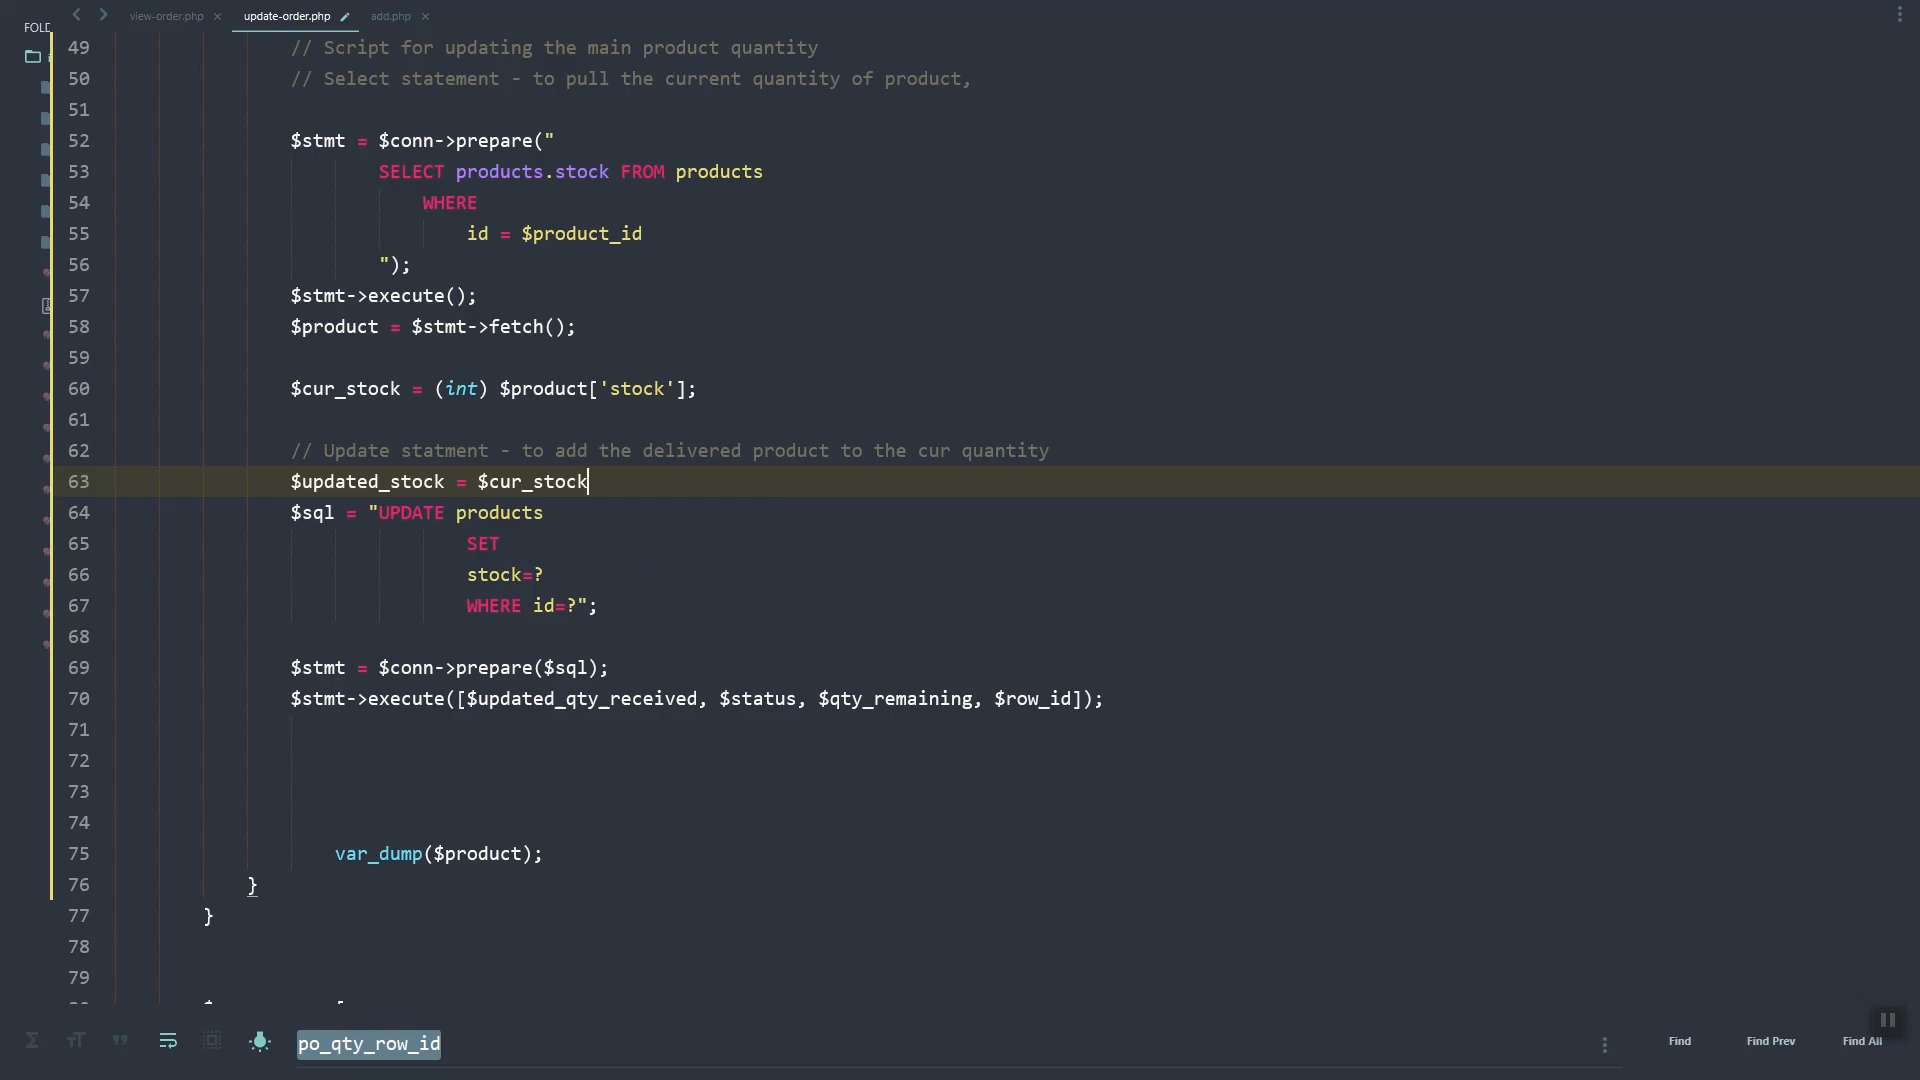 view-order.php × update-order.php add.php ×
FOLD
49 // Script for updating the main product quantity
50 // Select statement - to pull the current quantity of product,
51
52 $stmt = $conn->prepare("
53 SELECT products.stock FROM products
54 WHERE
55 id = $product_id
56 ");
57 $stmt->execute();
58 $product = $stmt->fetch();
59
60 $cur_stock = (int) $product['stock'];
61
62 // Update statment - to add the delivered product to the cur quantity
63 $updated_stock = $cur_stock
64 $sql = "UPDATE products
65 SET
66 stock=?
67 WHERE id=?";
68
69 $stmt = $conn->prepare($sql);
70 $stmt->execute([$updated_qty_received, $status, $qty_remaining, $row_id]);
71
72
73
74
75 var_dump($product);
76 }
77 }
78
79
po_qty_row_id
Find Find Prev Find All